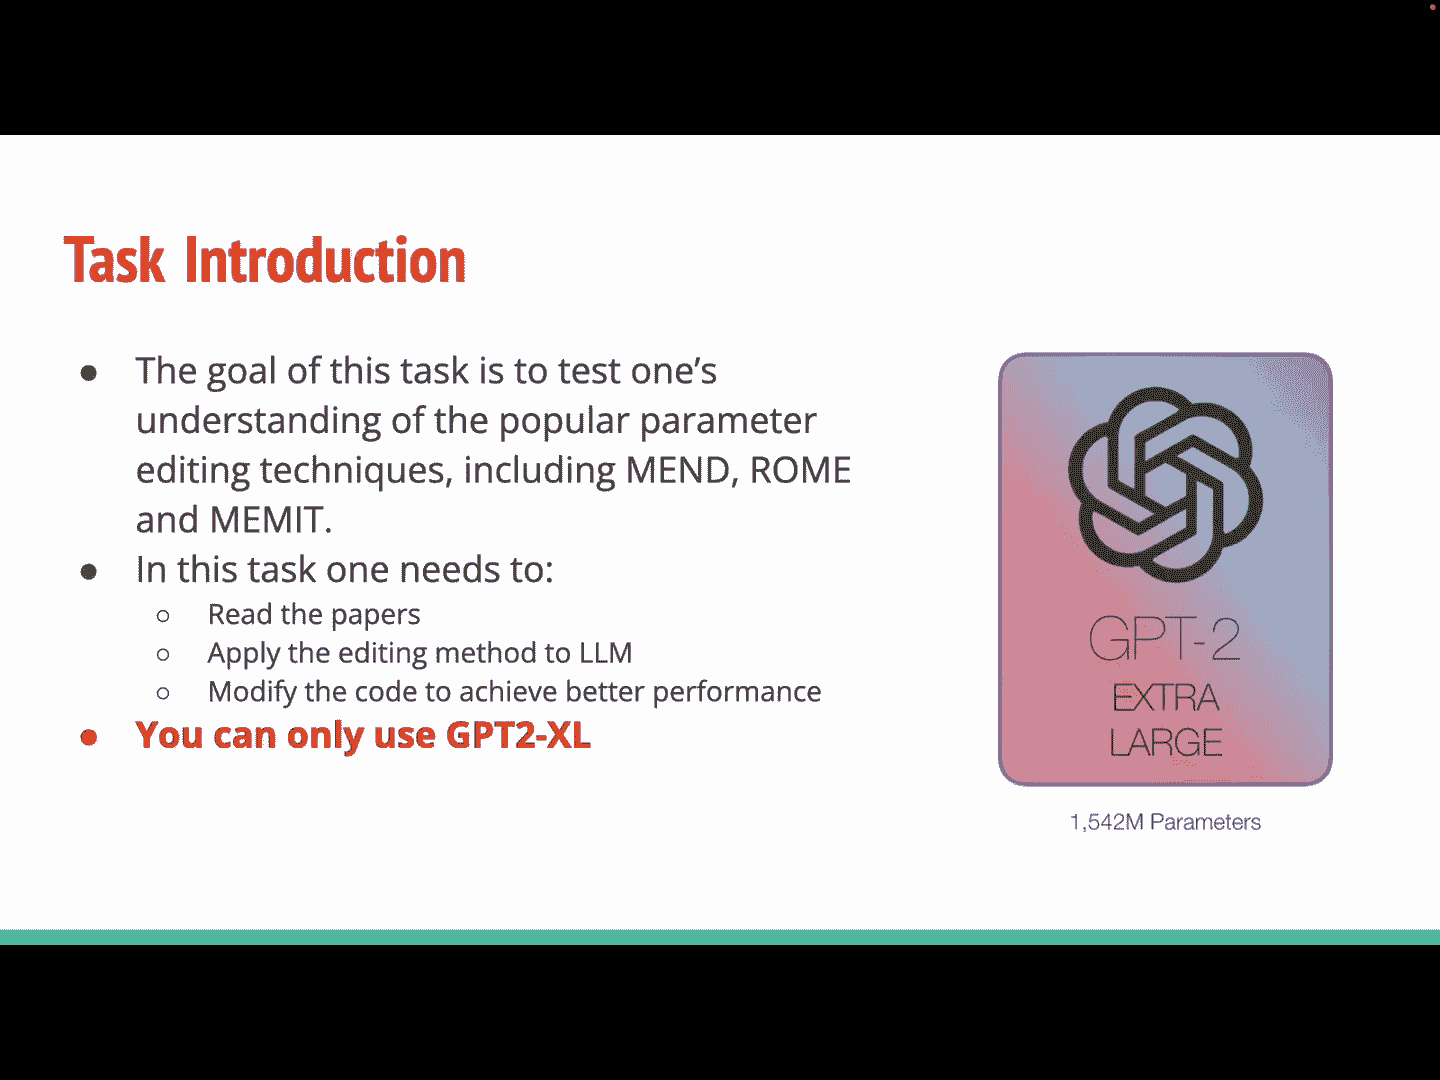 Task Introduction
● The goal of this task is to test one’s
understanding of the popular parameter
editing techniques, including MEND, ROME
and MEMIT.
● In this task one needs to:
○ Read the papers
○ Apply the editing method to LLM
○ Modify the code to achieve better performance
● You can only use GPT2-XL
GPT-2
EXTRA
LARGE
1,542M Parameters